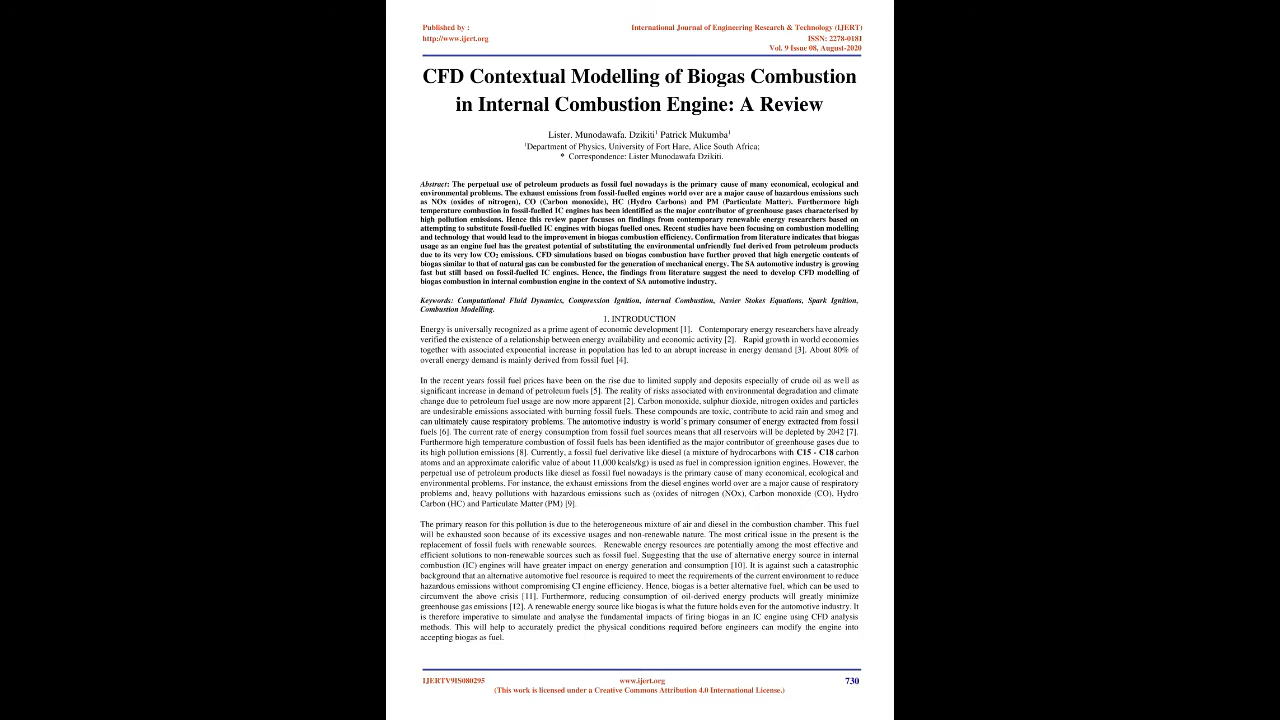 Published by :
International Journal of Engineering Research & Technology (IJERT)
http://www.ijert.org
ISSN: 2278-0181
Vol. 9 Issue 08, August-2020
CFD Contextual Modelling of Biogas Combustion
in Internal Combustion Engine: A Review
Lister. Munodawafa. Dzikiti¹ Patrick Mukumba¹
¹Department of Physics, University of Fort Hare, Alice South Africa;
* Correspondence: Lister Munodawafa Dzikiti.
Abstract: The perpetual use of petroleum products as fossil fuel nowadays is the primary cause of many economical, ecological and
environmental problems. The exhaust emissions from fossil-fuelled engines world over are a major cause of hazardous emissions such
as NOx (oxides of nitrogen), CO (Carbon monoxide), HC (Hydro Carbons) and PM (Particulate Matter). Furthermore high
temperature combustion in fossil-fuelled IC engines has been identified as the major contributor of greenhouse gases characterised by
high pollution emissions. Hence this review paper focuses on findings from contemporary renewable energy researchers based on
attempting to substitute fossil-fuelled IC engines with biogas fuelled ones. Recent studies have been focusing on combustion modelling
and technology that would lead to the improvement in biogas combustion efficiency. Confirmation from literature indicates that biogas
usage as an engine fuel has the greatest potential of substituting the environmental unfriendly fuel derived from petroleum products
due to its very low CO₂ emissions. CFD simulations based on biogas combustion have further proved that high energetic contents of
biogas similar to that of natural gas can be combusted for the generation of mechanical energy. The SA automotive industry is growing
fast but still based on fossil-fuelled IC engines. Hence, the findings from literature suggest the need to develop CFD modelling of
biogas combustion in internal combustion engine in the context of SA automotive industry.
Keywords: Computational Fluid Dynamics, Compression Ignition, internal Combustion, Navier Stokes Equations, Spark Ignition,
Combustion Modelling.
1. INTRODUCTION
Energy is universally recognized as a prime agent of economic development [1]. Contemporary energy researchers have already
verified the existence of a relationship between energy availability and economic activity [2]. Rapid growth in world economies
together with associated exponential increase in population has led to an abrupt increase in energy demand [3]. About 80% of
overall energy demand is mainly derived from fossil fuel [4].
In the recent years fossil fuel prices have been on the rise due to limited supply and deposits especially of crude oil as well as
significant increase in demand of petroleum fuels [5]. The reality of risks associated with environmental degradation and climate
change due to petroleum fuel usage are now more apparent [2]. Carbon monoxide, sulphur dioxide, nitrogen oxides and particles
are undesirable emissions associated with burning fossil fuels. These compounds are toxic, contribute to acid rain and smog and
can ultimately cause respiratory problems. The automotive industry is world's primary consumer of energy extracted from fossil
fuels [6]. The current rate of energy consumption from fossil fuel sources means that all reservoirs will be depleted by 2042 [7].
Furthermore high temperature combustion of fossil fuels has been identified as the major contributor of greenhouse gases due to
its high pollution emissions [8]. Currently, a fossil fuel derivative like diesel (a mixture of hydrocarbons with C15 - C18 carbon
atoms and an approximate calorific value of about 11,000 kcals/kg) is used as fuel in compression ignition engines. However, the
perpetual use of petroleum products like diesel as fossil fuel nowadays is the primary cause of many economical, ecological and
environmental problems. For instance, the exhaust emissions from the diesel engines world over are a major cause of respiratory
problems and, heavy pollutions with hazardous emissions such as (oxides of nitrogen (NOx), Carbon monoxide (CO), Hydro
Carbon (HC) and Particulate Matter (PM) [9].
The primary reason for this pollution is due to the heterogeneous mixture of air and diesel in the combustion chamber. This fuel
will be exhausted soon because of its excessive usages and non-renewable nature. The most critical issue in the present is the
replacement of fossil fuels with renewable sources. Renewable energy resources are potentially among the most effective and
efficient solutions to non-renewable sources such as fossil fuel. Suggesting that the use of alternative energy source in internal
combustion (IC) engines will have greater impact on energy generation and consumption [10]. It is against such a catastrophic
background that an alternative automotive fuel resource is required to meet the requirements of the current environment to reduce
hazardous emissions without compromising CI engine efficiency. Hence, biogas is a better alternative fuel, which can be used to
circumvent the above crisis [11]. Furthermore, reducing consumption of oil-derived energy products will greatly minimize
greenhouse gas emissions [12]. A renewable energy source like biogas is what the future holds even for the automotive industry. It
is therefore imperative to simulate and analyse the fundamental impacts of firing biogas in an IC engine using CFD analysis
methods. This will help to accurately predict the physical conditions required before engineers can modify the engine into
accepting biogas as fuel.
IJERTV9IS080295
www.ijert.org
730
(This work is licensed under a Creative Commons Attribution 4.0 International License.)